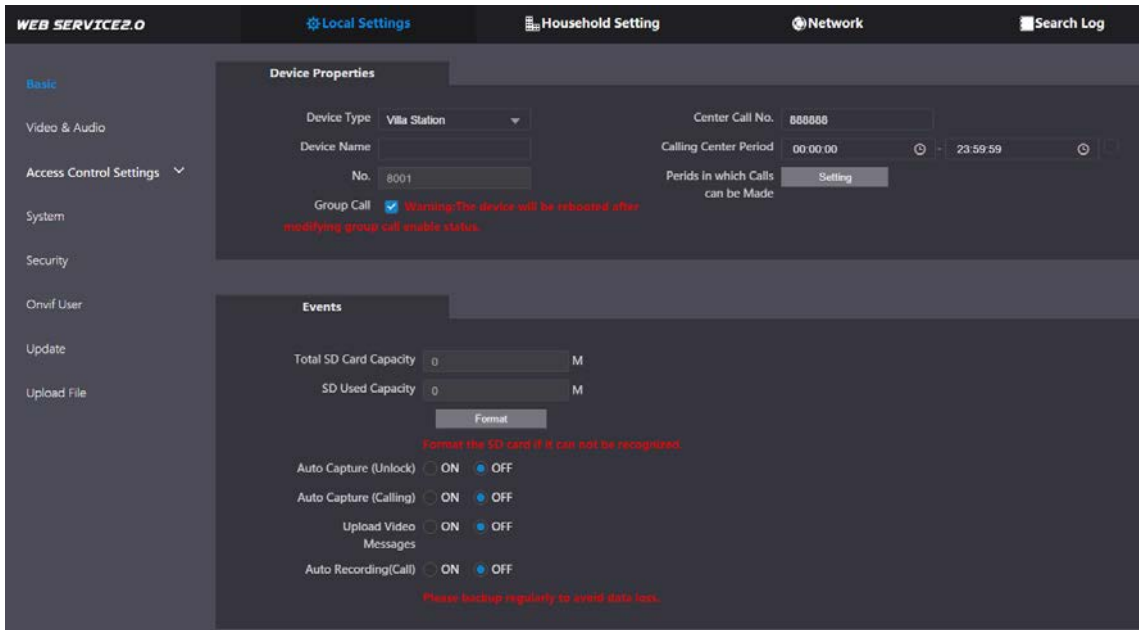 WEB SERVICE2.0
Local Settings
Household Setting
Network
Search Log
Basic
Video & Audio
Access Control Settings
System
Security
Onvif User
Update
Upload File
Device Properties
Device Type Villa Station
Device Name
No. 8001
Group Call Warning:The device will be rebooted after
modifying group call enable status.
Center Call No. 888888
Calling Center Period 00:00:00 - 23:59:59
Perids in which Calls Setting
can be Made
Events
Total SD Card Capacity 0 M
SD Used Capacity 0 M
Format
Format the SD card if it can not be recognized.
Auto Capture (Unlock) ON OFF
Auto Capture (Calling) ON OFF
Upload Video ON OFF
Messages
Auto Recording(Call) ON OFF
Please backup regularly to avoid data loss.